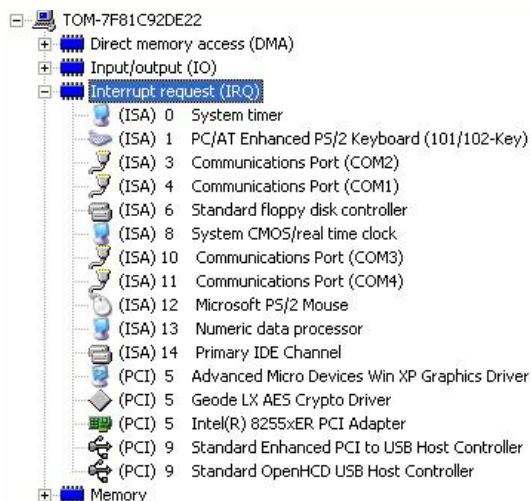 TOM-7F81C92DE22
Direct memory access (DMA)
Input/output (IO)
Interrupt request (IRQ)
(ISA) 0 System timer
(ISA) 1 PC/AT Enhanced PS/2 Keyboard (101/102-Key)
(ISA) 3 Communications Port (COM2)
(ISA) 4 Communications Port (COM1)
(ISA) 6 Standard floppy disk controller
(ISA) 8 System CMOS/real time clock
(ISA) 10 Communications Port (COM3)
(ISA) 11 Communications Port (COM4)
(ISA) 12 Microsoft PS/2 Mouse
(ISA) 13 Numeric data processor
(ISA) 14 Primary IDE Channel
(PCI) 5 Advanced Micro Devices Win XP Graphics Driver
(PCI) 5 Geode LX AES Crypto Driver
(PCI) 5 Intel(R) 8255xER PCI Adapter
(PCI) 9 Standard Enhanced PCI to USB Host Controller
(PCI) 9 Standard OpenHCD USB Host Controller
Memory